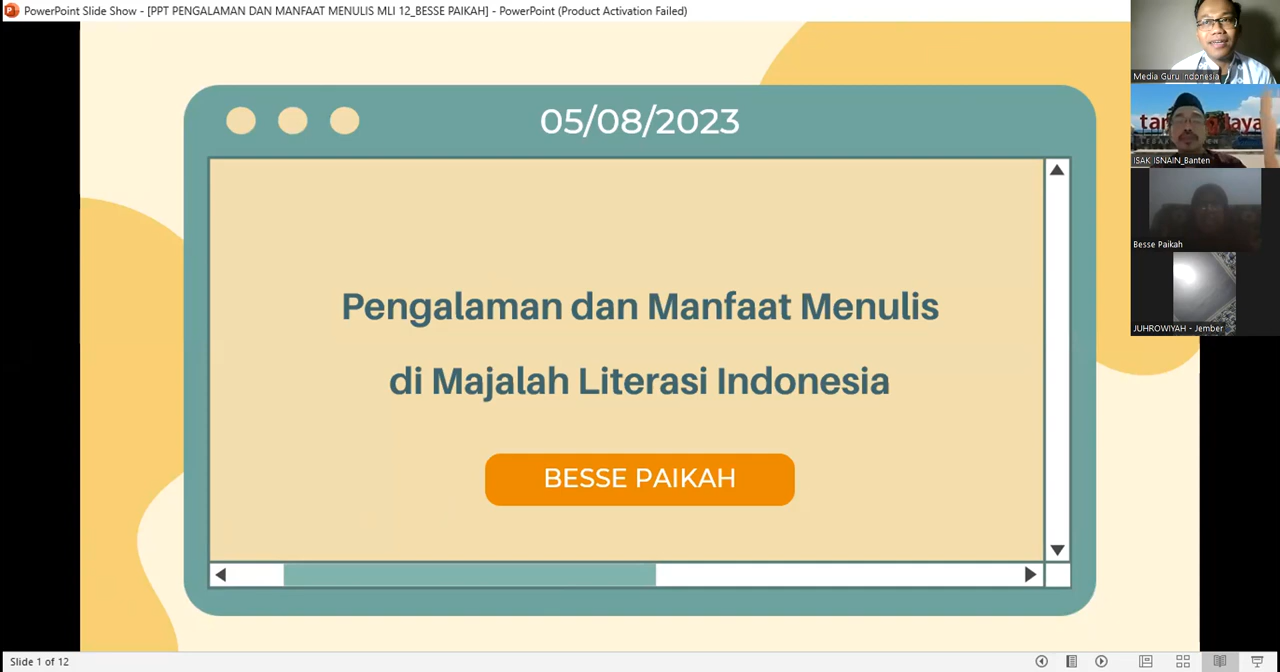 PowerPoint Slide Show - [PPT PENGALAMAN DAN MANFAAT MENULIS MLI 12_BESSE PAIKAH] - PowerPoint (Product Activation Failed)
05/08/2023
Pengalaman dan Manfaat Menulis
di Majalah Literasi Indonesia
BESSE PAIKAH
Media Guru Indonesia
ISAK ISNAIN_Banten
Besse Paikah
JUHROWIYAH - Jember
Slide 1 of 12